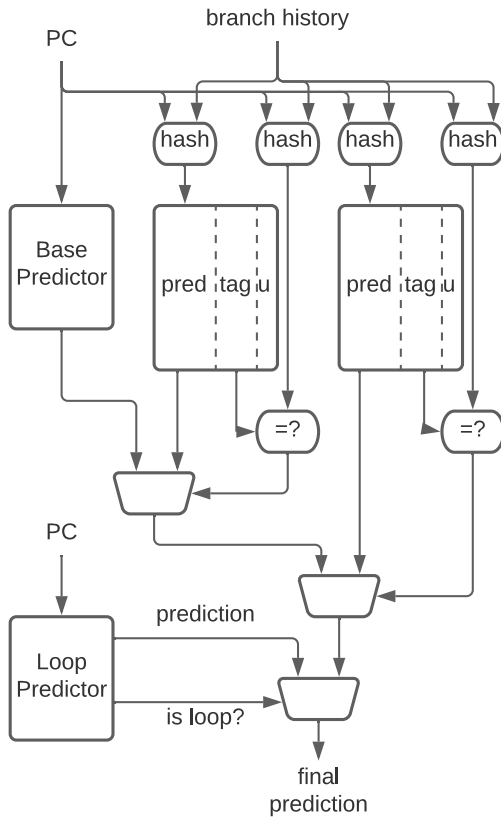 branch history
PC
hash
hash
hash
hash
Base
Predictor
pred
tag
u
pred
tag
u
=?
=?
PC
prediction
Loop
Predictor
is loop?
final
prediction